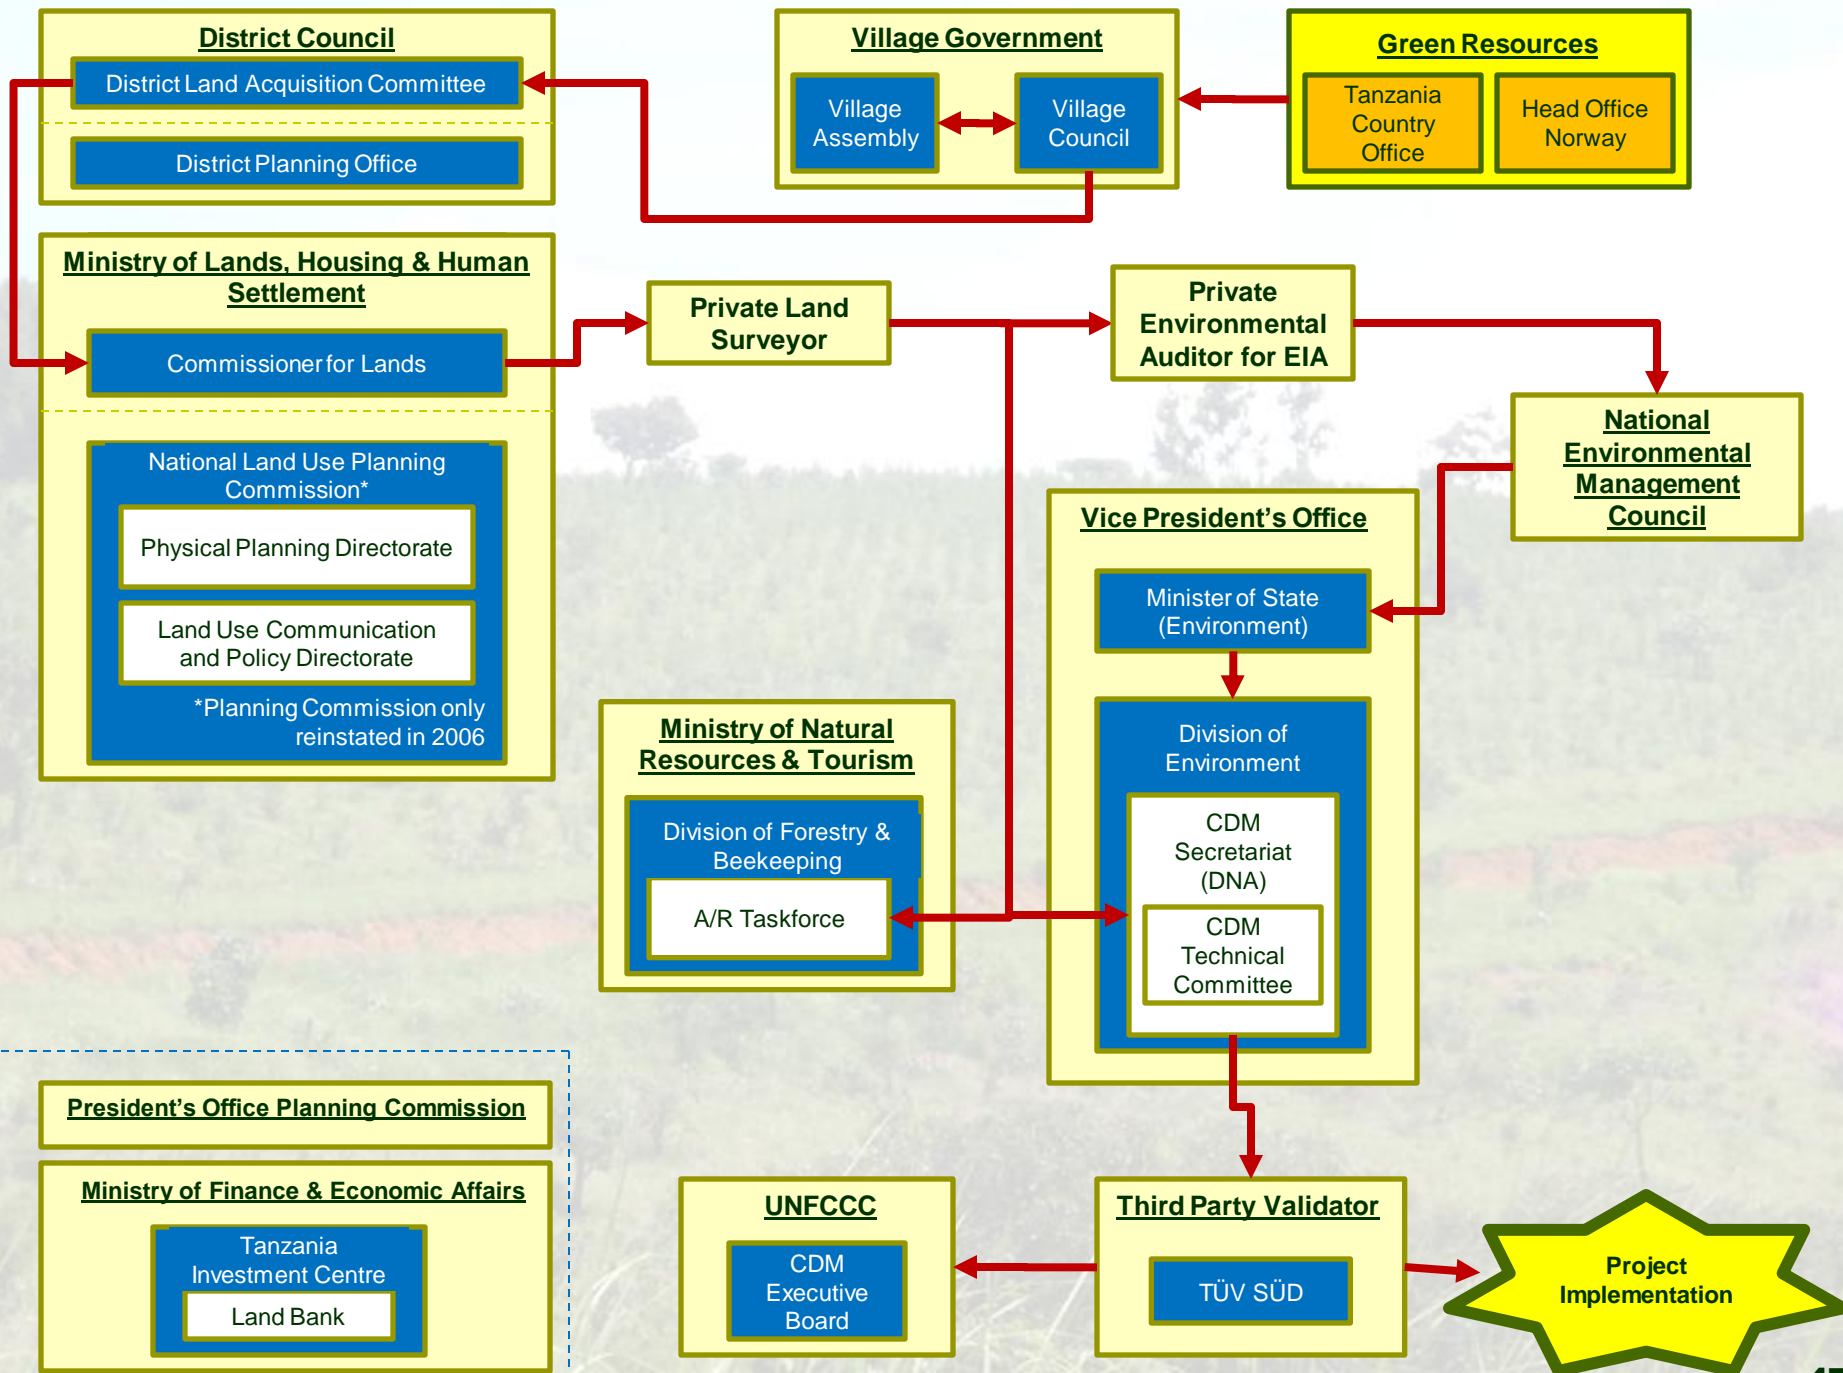 District Council
District Land Acquisition Committee
District Planning Office
Village Government
Village
Assembly
Village
Council
Green Resources
Tanzania
Country
Office
Head Office
Norway
Ministry of Lands, Housing & Human
Settlement
Commissioner for Lands
National Land Use Planning
Commission*
Physical Planning Directorate
Land Use Communication
and Policy Directorate
*Planning Commission only
reinstated in 2006
Private Land
Surveyor
Private
Environmental
Auditor for EIA
National
Environmental
Management
Council
Vice President's Office
Minister of State
(Environment)
Division of
Environment
CDM
Secretariat
(DNA)
CDM
Technical
Committee
Ministry of Natural
Resources & Tourism
Division of Forestry &
Beekeeping
A/R Taskforce
President's Office Planning Commission
Ministry of Finance & Economic Affairs
Tanzania
Investment Centre
Land Bank
UNFCCC
CDM
Executive
Board
Third Party Validator
TÜV SÜD
Project
Implementation